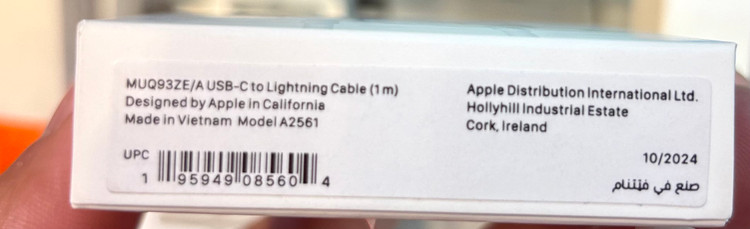 MUQ93ZE/A USB-C to Lightning Cable (1m)
Designed by Apple in California
Made in Vietnam Model A2561
UPC
1 95949 08560 4
Apple Distribution International Ltd.
Hollyhill Industrial Estate
Cork, Ireland
10/2024
صنع في فيتنام